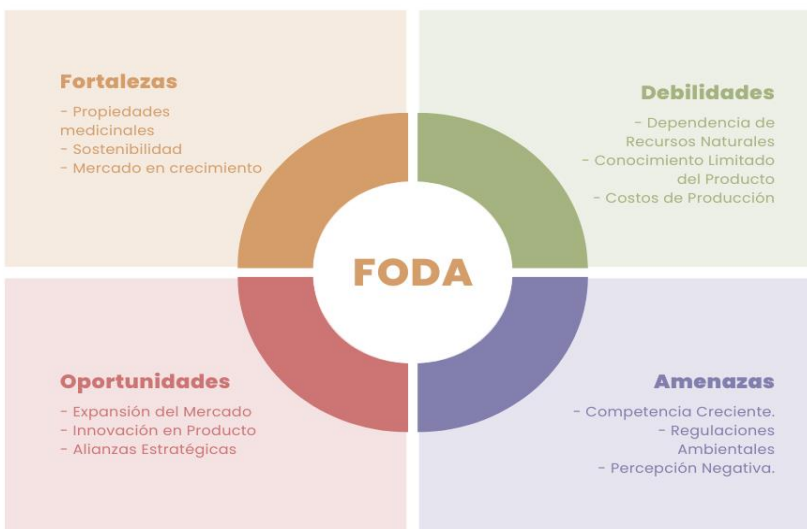 Fortalezas
- Propiedades
medicinales
- Sostenibilidad
- Mercado en crecimiento
Debilidades
- Dependencia de
Recursos Naturales
- Conocimiento Limitado
del Producto
- Costos de Producción
FODA
Oportunidades
- Expansión del Mercado
- Innovación en Producto
- Alianzas Estratégicas
Amenazas
- Competencia Creciente.
- Regulaciones
Ambientales
- Percepción Negativa.